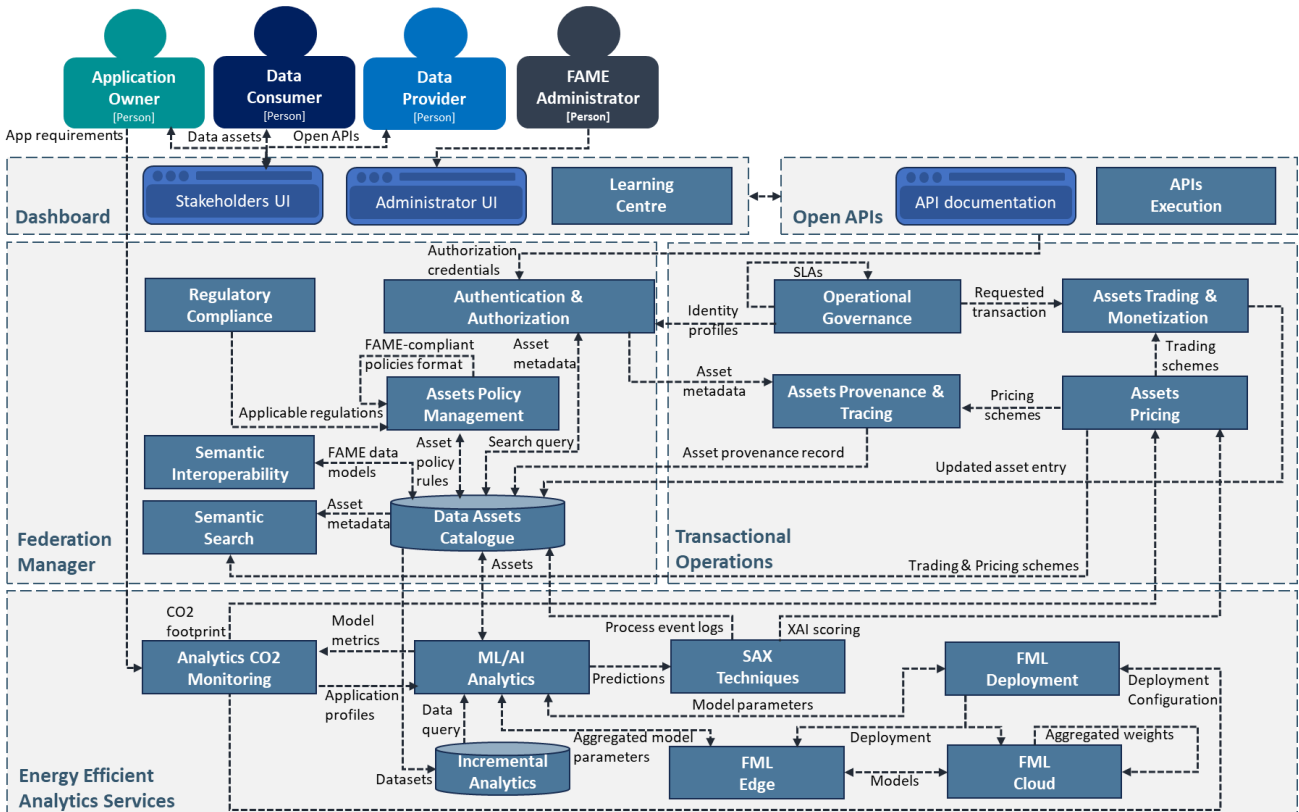 Application
Owner
[Person]
Data
Consumer
[Person]
Data
Provider
[Person]
FAME
Administrator
[Person]
App requirements
Data assets
Open APIs
Dashboard
Stakeholders UI
Administrator UI
Learning
Centre
Open APIs
API documentation
APIs
Execution
Authorization
credentials
Regulatory
Compliance
Authentication &
Authorization
SLAs
Operational
Governance
Identity
profiles
Requested
transaction
Assets Trading &
Monetization
FAME-compliant
policies format
Asset
metadata
Trading
schemes
Assets Policy
Management
Asset
metadata
Assets Provenance &
Tracing
Pricing
schemes
Assets
Pricing
Applicable regulations
Semantic
Interoperability
FAME data
models
Asset
policy
rules
Search query
Asset provenance record
Updated asset entry
Semantic
Search
Asset
metadata
Data Assets
Catalogue
Federation
Manager
Assets
Transactional
Operations
Trading & Pricing schemes
CO2
footprint
Model
metrics
Process event logs
XAI scoring
Analytics CO2
Monitoring
ML/AI
Analytics
Predictions
SAX
Techniques
FML
Deployment
Deployment
Configuration
Application
profiles
Data
query
Model parameters
Aggregated model
parameters
Deployment
Aggregated weights
Datasets
Incremental
Analytics
FML
Edge
Models
FML
Cloud
Energy Efficient
Analytics Services